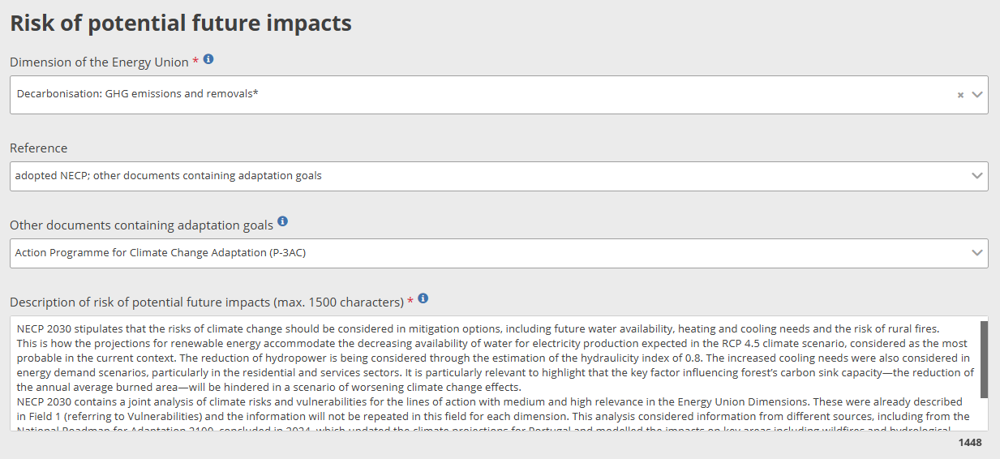 Risk of potential future impacts
Dimension of the Energy Union *
Decarbonisation: GHG emissions and removals*
Reference
adopted NECP; other documents containing adaptation goals
Other documents containing adaptation goals
Action Programme for Climate Change Adaptation (P-3AC)
Description of risk of potential future impacts (max. 1500 characters) *
NECP 2030 stipulates that the risks of climate change should be considered in mitigation options, including future water availability, heating and cooling needs and the risk of rural fires.
This is how the projections for renewable energy accommodate the decreasing availability of water for electricity production expected in the RCP 4.5 climate scenario, considered as the most
probable in the current context. The reduction of hydropower is being considered through the estimation of the hydraulicity index of 0.8. The increased cooling needs were also considered in
energy demand scenarios, particularly in the residential and services sectors. It is particularly relevant to highlight that the key factor influencing forest's carbon sink capacity—the reduction of
the annual average burned area—will be hindered in a scenario of worsening climate change effects.
NECP 2030 contains a joint analysis of climate risks and vulnerabilities for the lines of action with medium and high relevance in the Energy Union Dimensions. These were already described
in Field 1 (referring to Vulnerabilities) and the information will not be repeated in this field for each dimension. This analysis considered information from different sources, including from the
National Roadmap for Adaptation 2100, concluded in 2024, which updated the climate projections for Portugal and modelled the impacts on key areas including wildfires and hydrological
1448